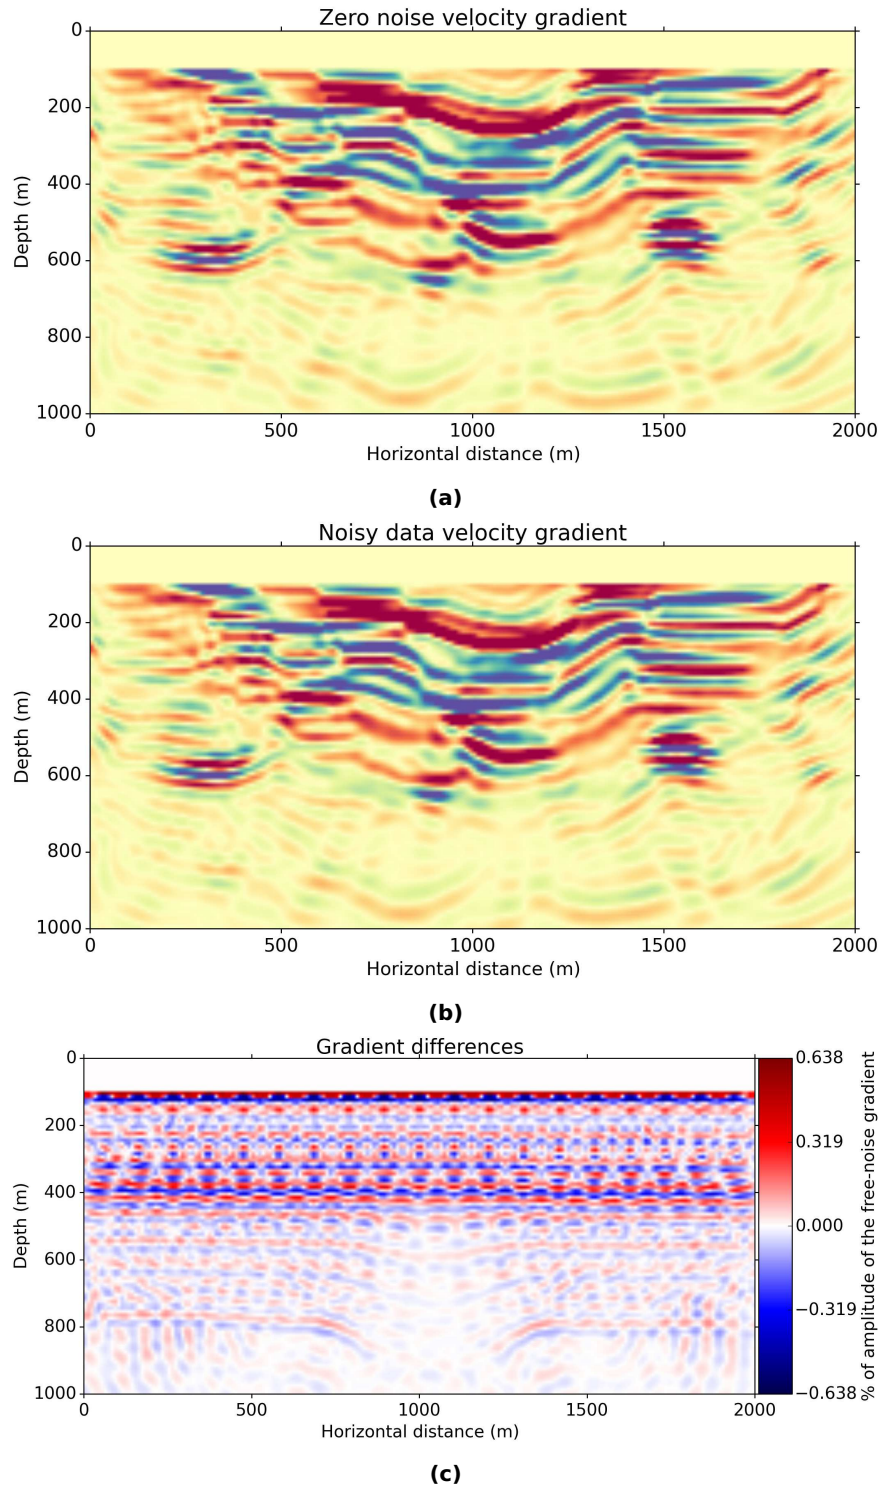 Zero noise velocity gradient
0
200
400
600
800
1000
Depth (m)
0 500 1000 1500 2000
Horizontal distance (m)
(a)
Noisy data velocity gradient
0
200
400
600
800
1000
Depth (m)
0 500 1000 1500 2000
Horizontal distance (m)
(b)
Gradient differences
0
200
400
600
800
1000
Depth (m)
0 500 1000 1500 2000
Horizontal distance (m)
0.638
0.319
0.000
−0.319
−0.638
% of amplitude of the free-noise gradient
(c)